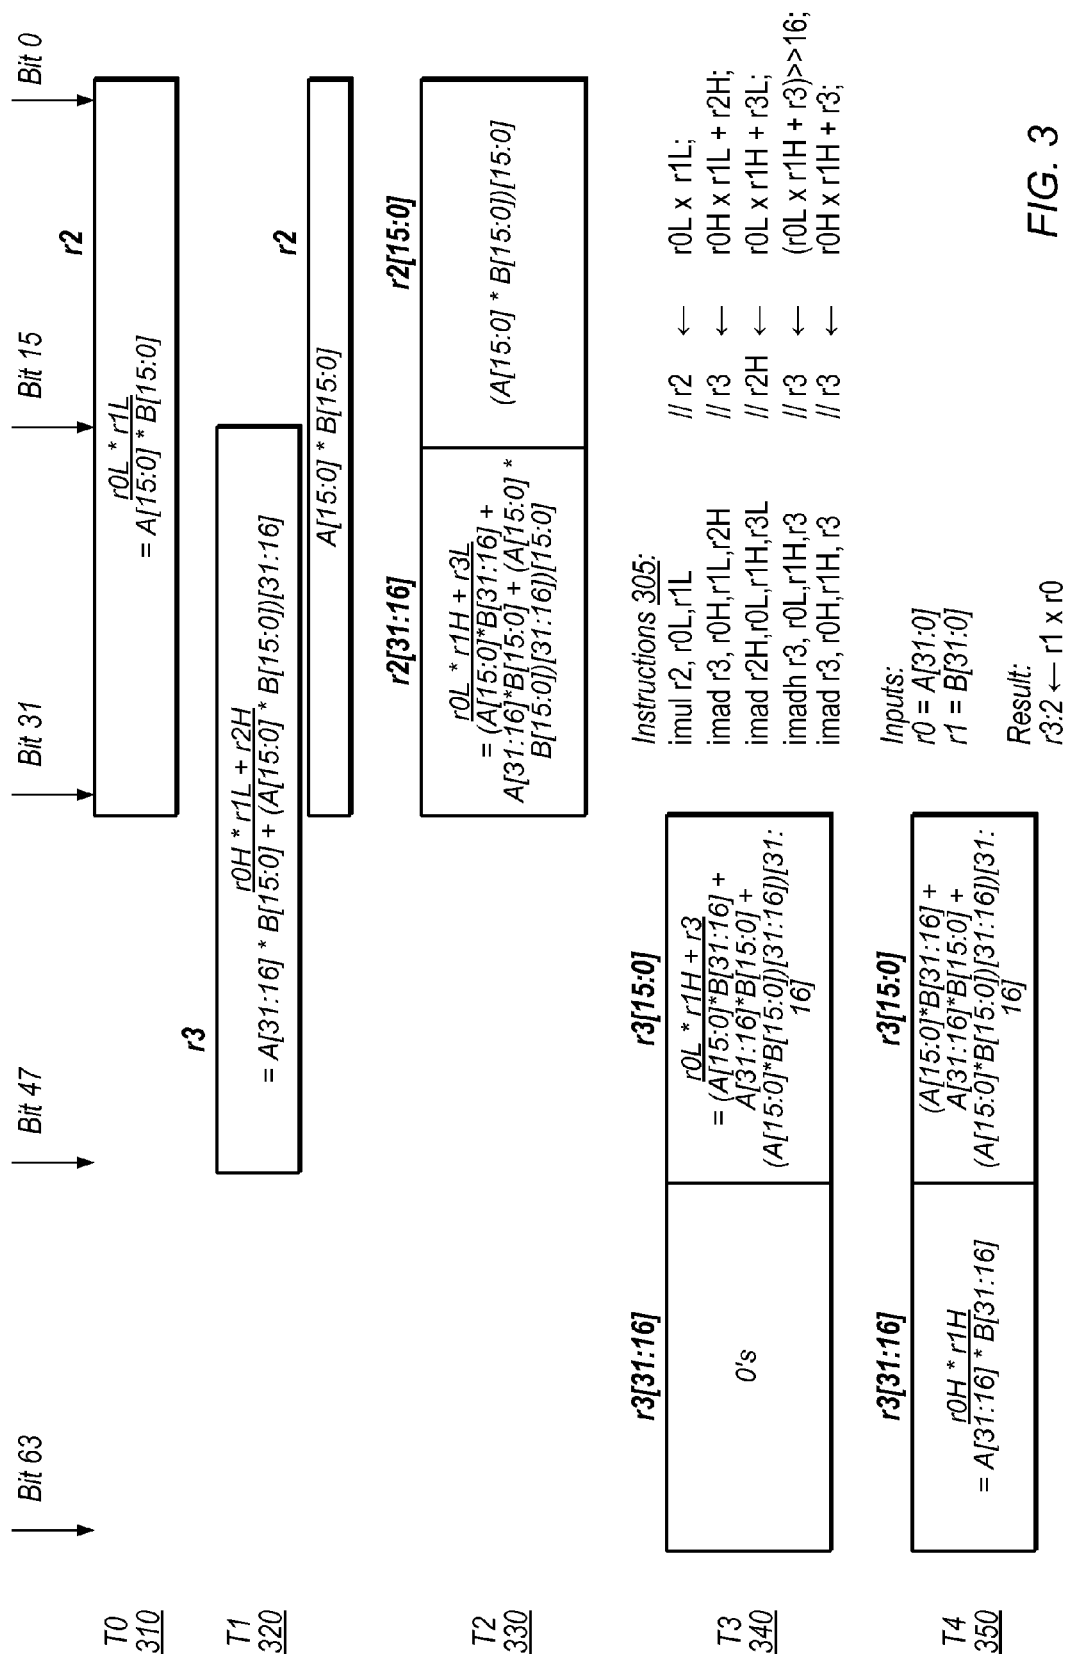 Bit 63
Bit 47
Bit 31
Bit 15
Bit 0
T0
310
r2
r0L * r1L
= A[15:0] * B[15:0]
T1
320
r3
r0H * r1L + r2H
= A[31:16] * B[15:0] + (A[15:0] * B[15:0])[31:16]
r2
A[15:0] * B[15:0]
T2
330
r2[31:16]
r0L * r1H + r3L
= (A[15:0]*B[31:16] +
A[31:16]*B[15:0] + (A[15:0] *
B[15:0])[31:16])[15:0]
r2[15:0]
(A[15:0] * B[15:0])[15:0]
T3
340
r3[31:16]
0's
r3[15:0]
r0L * r1H + r3
= (A[15:0]*B[31:16] +
A[31:16]*B[15:0] +
(A[15:0]*B[15:0])[31:16])[31:
16]
T4
350
r3[31:16]
r0H * r1H
= A[31:16] * B[31:16]
r3[15:0]
(A[15:0]*B[31:16] +
A[31:16]*B[15:0] +
(A[15:0]*B[15:0])[31:16])[31:
16]
Instructions 305:
imul r2, r0L,r1L // r2 ← r0L x r1L;
imad r3, r0H,r1L,r2H // r3 ← r0H x r1L + r2H;
imad r2H,r0L,r1H,r3L // r2H ← r0L x r1H + r3L;
imadh r3, r0L,r1H,r3 // r3 ← (r0L x r1H + r3)>>16;
imad r3, r0H,r1H, r3 // r3 ← r0H x r1H + r3;
Inputs:
r0 = A[31:0]
r1 = B[31:0]
Result:
r3:2 ← r1 x r0
FIG. 3